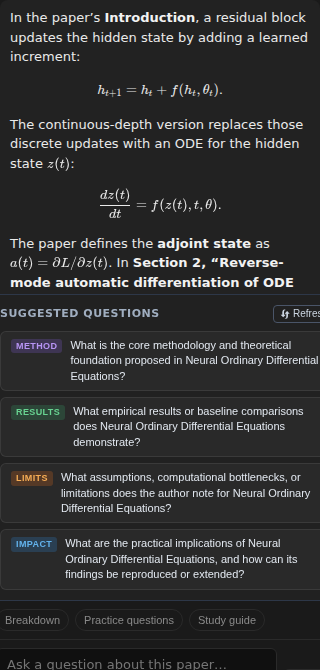 In the paper’s Introduction, a residual block
updates the hidden state by adding a learned
increment:
h_{t+1} = h_t + f(h_t, θ_t).
The continuous-depth version replaces those
discrete updates with an ODE for the hidden
state z(t):
dz(t)/dt = f(z(t), t, θ).
The paper defines the adjoint state as
a(t) = ∂L/∂z(t). In Section 2, “Reverse-
mode automatic differentiation of ODE
SUGGESTED QUESTIONS
Refres
METHOD What is the core methodology and theoretical
foundation proposed in Neural Ordinary Differential
Equations?
RESULTS What empirical results or baseline comparisons
does Neural Ordinary Differential Equations
demonstrate?
LIMITS What assumptions, computational bottlenecks, or
limitations does the author note for Neural Ordinary
Differential Equations?
IMPACT What are the practical implications of Neural
Ordinary Differential Equations, and how can its
findings be reproduced or extended?
Breakdown Practice questions Study guide
Ask a question about this paper...